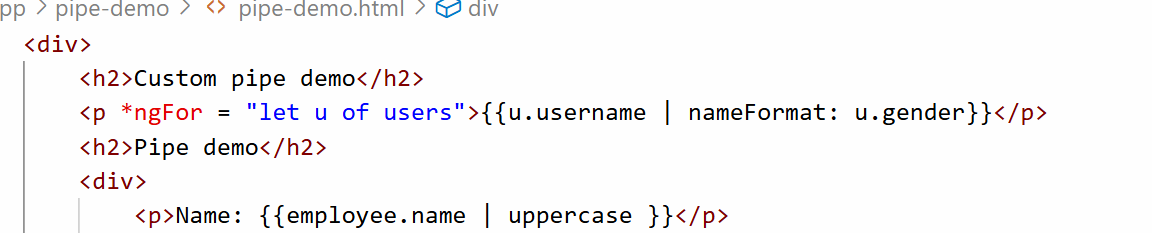 pp > pipe-demo > <> pipe-demo.html > div
<div>
<h2>Custom pipe demo</h2>
<p *ngFor = "let u of users">{{u.username | nameFormat: u.gender}}</p>
<h2>Pipe demo</h2>
<div>
<p>Name: {{employee.name | uppercase }}</p>